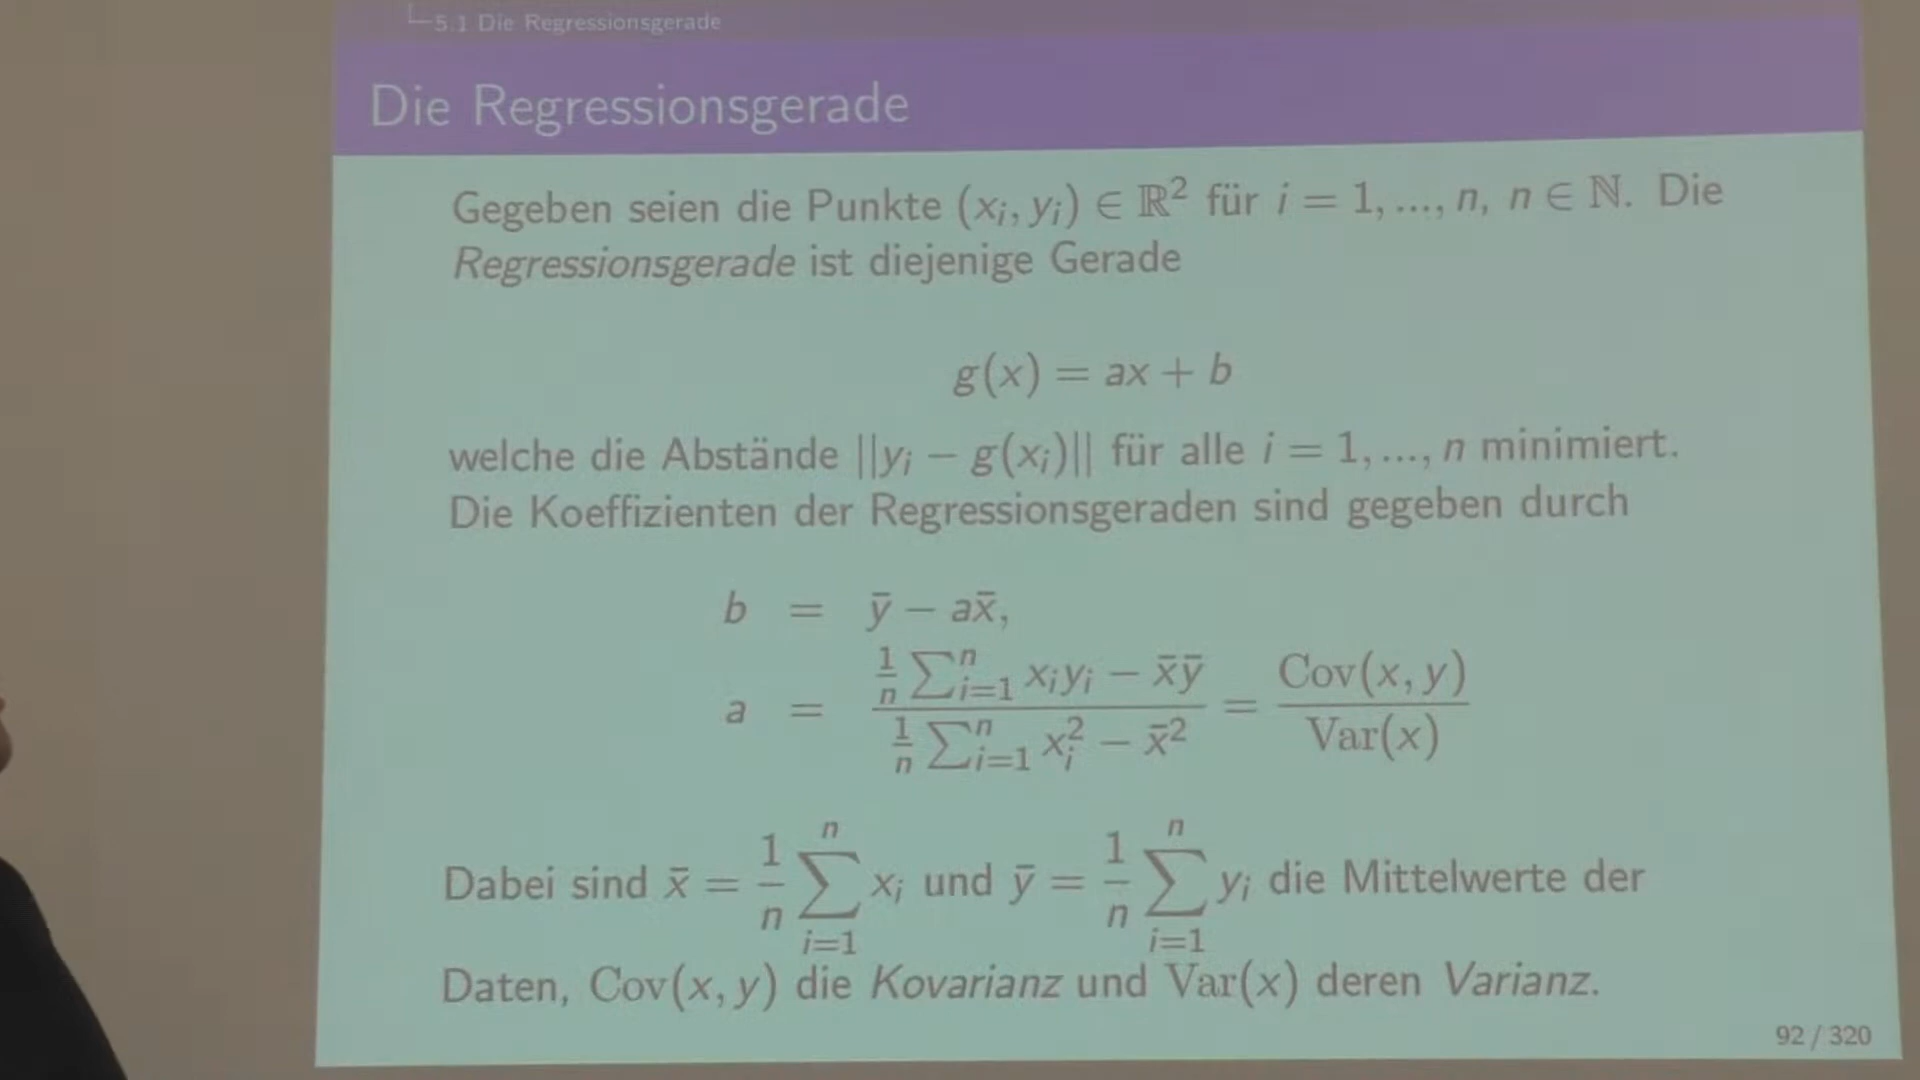 5.1 Die Regressionsgerade
Die Regressionsgerade
Gegeben seien die Punkte (xᵢ, yᵢ) ∈ ℝ² für i = 1, ..., n, n ∈ ℕ. Die
Regressionsgerade ist diejenige Gerade
g(x) = ax + b
welche die Abstände ||yᵢ − g(xᵢ)|| für alle i = 1, ..., n minimiert.
Die Koeffizienten der Regressionsgeraden sind gegeben durch
b = ȳ − ax̄,
a = (1/n ∑ⁿᵢ₌₁ xᵢyᵢ − x̄ȳ) / (1/n ∑ⁿᵢ₌₁ xᵢ² − x̄²) = Cov(x, y) / Var(x)
Dabei sind x̄ = 1/n ∑ⁿᵢ₌₁ xᵢ und ȳ = 1/n ∑ⁿᵢ₌₁ yᵢ die Mittelwerte der
Daten, Cov(x, y) die Kovarianz und Var(x) deren Varianz.
92 / 320